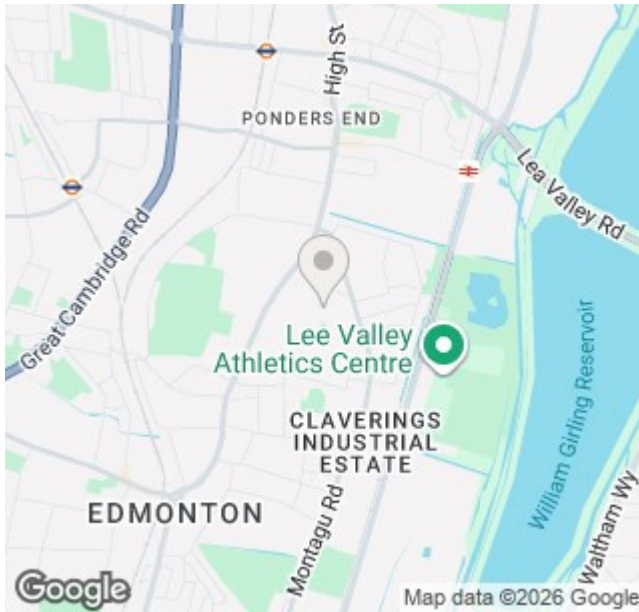 High St
PONDERS END
Lea Valley Rd
Great Cambridge Rd
Lee Valley
Athletics Centre
William Girling Reservoir
CLAVERINGS
INDUSTRIAL
ESTATE
EDMONTON
Montagu Rd
Waltham Wy
Google
Map data ©2026 Google